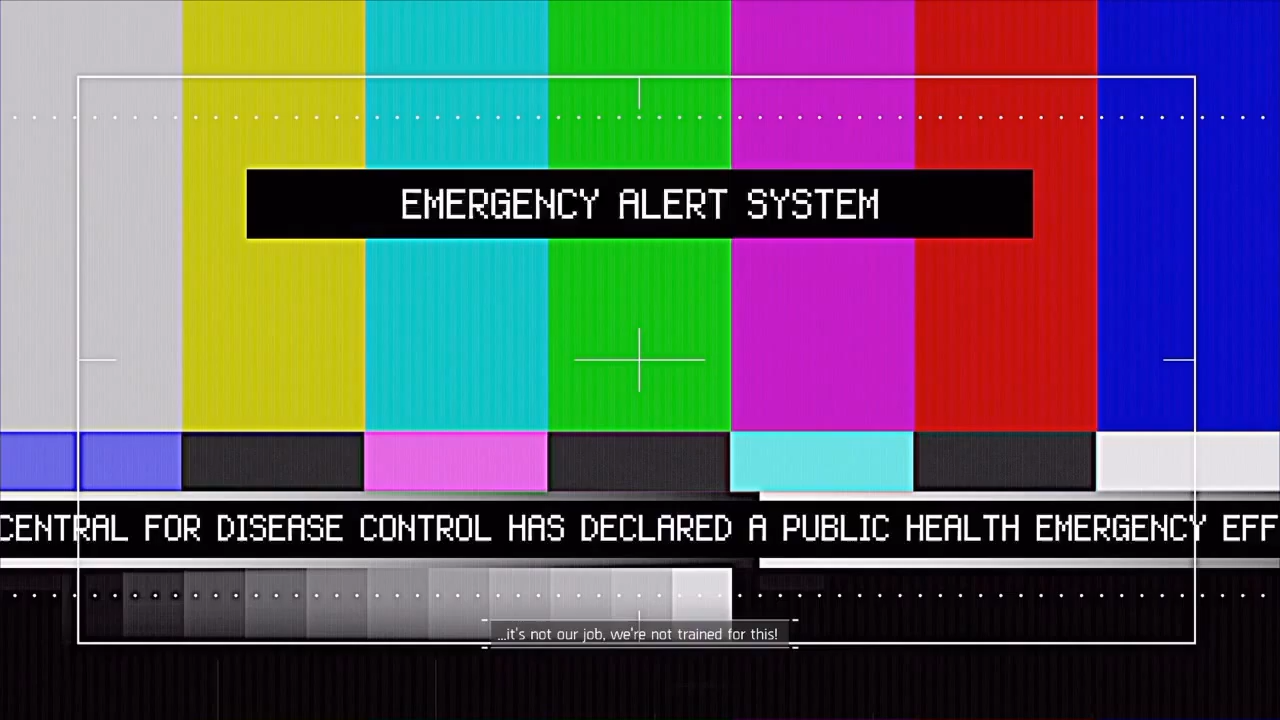 EMERGENCY ALERT SYSTEM
CENTRAL FOR DISEASE CONTROL HAS DECLARED A PUBLIC HEALTH EMERGENCY EFF
...it's not our job, we're not trained for this!